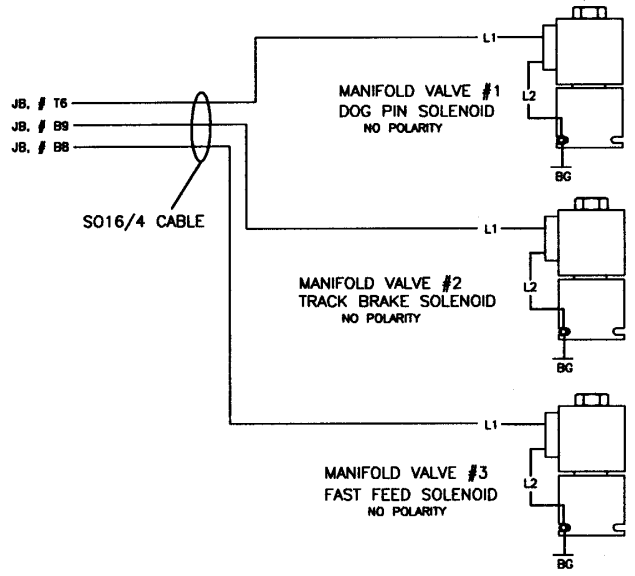 L1
MANIFOLD VALVE #1
DOG PIN SOLENOID
NO POLARITY
L2
BG
JB. # T6
JB. # B9
JB. # B8
SO16/4 CABLE
L1
MANIFOLD VALVE #2
TRACK BRAKE SOLENOID
NO POLARITY
L2
BG
L1
MANIFOLD VALVE #3
FAST FEED SOLENOID
NO POLARITY
L2
BG